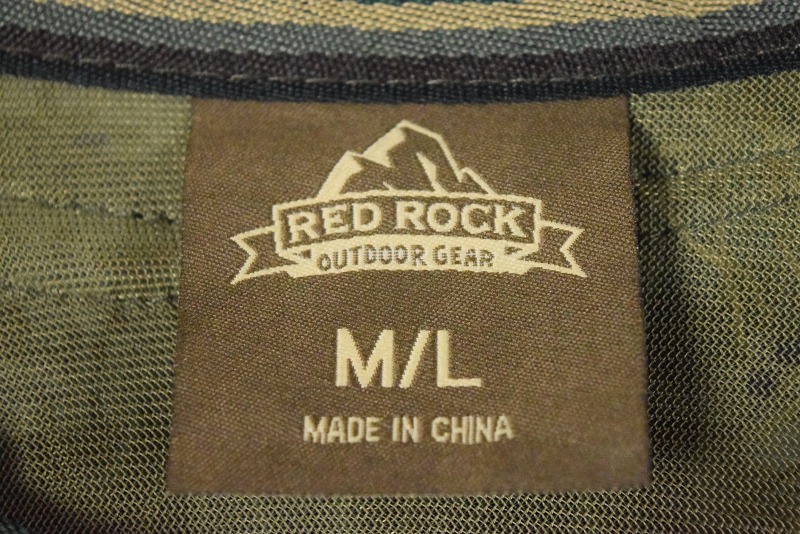 RED ROCK
OUTDOOR GEAR
M/L
MADE IN CHINA